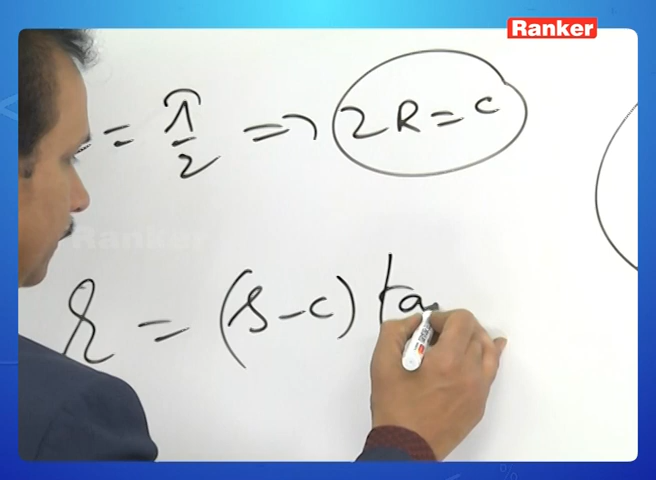 Ranker
= π/2 => 2R = c
Ranker
r = (s-c) ta